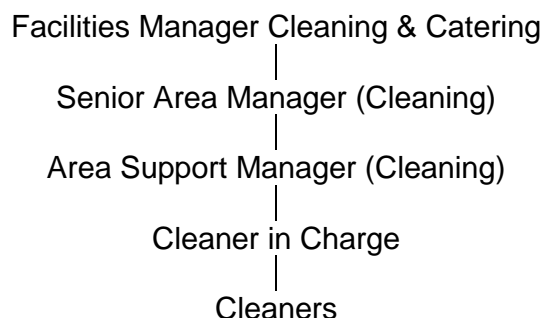 Facilities Manager Cleaning & Catering
Senior Area Manager (Cleaning)
Area Support Manager (Cleaning)
Cleaner in Charge
Cleaners